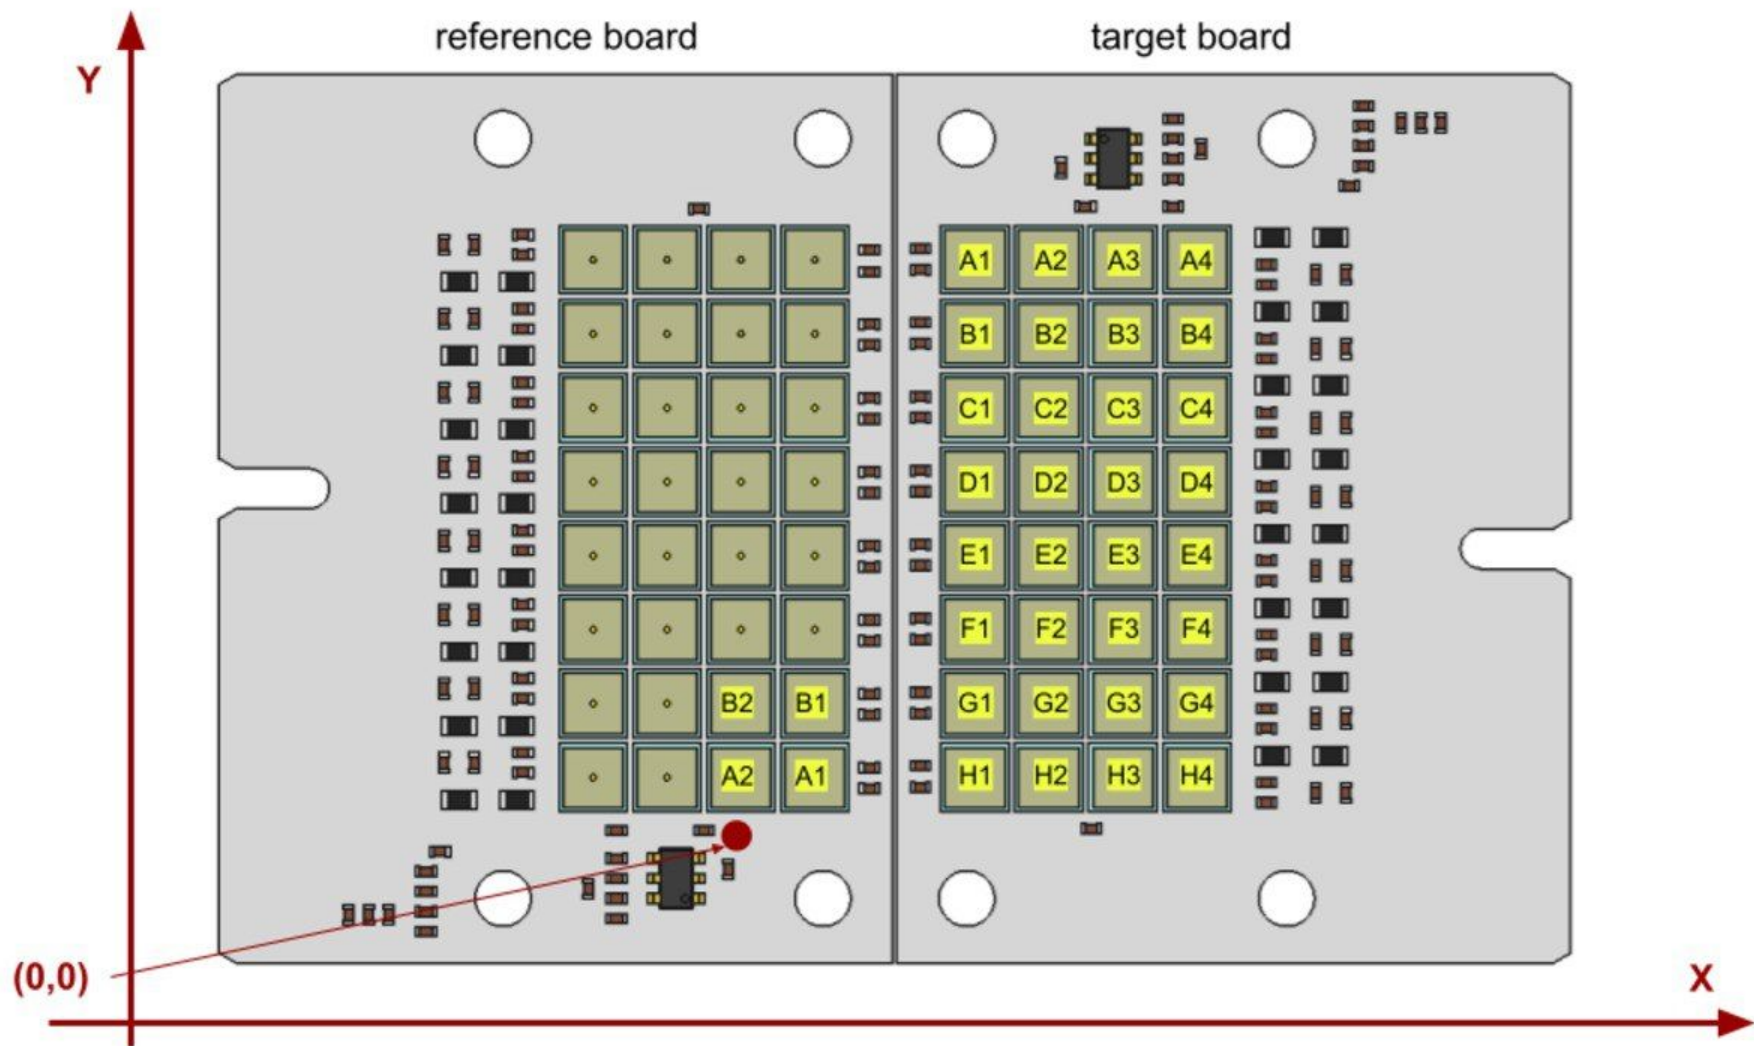 reference board target board
Y
A1 A2 A3 A4
B1 B2 B3 B4
C1 C2 C3 C4
D1 D2 D3 D4
E1 E2 E3 E4
F1 F2 F3 F4
B2 B1 G1 G2 G3 G4
A2 A1 H1 H2 H3 H4
(0,0) X